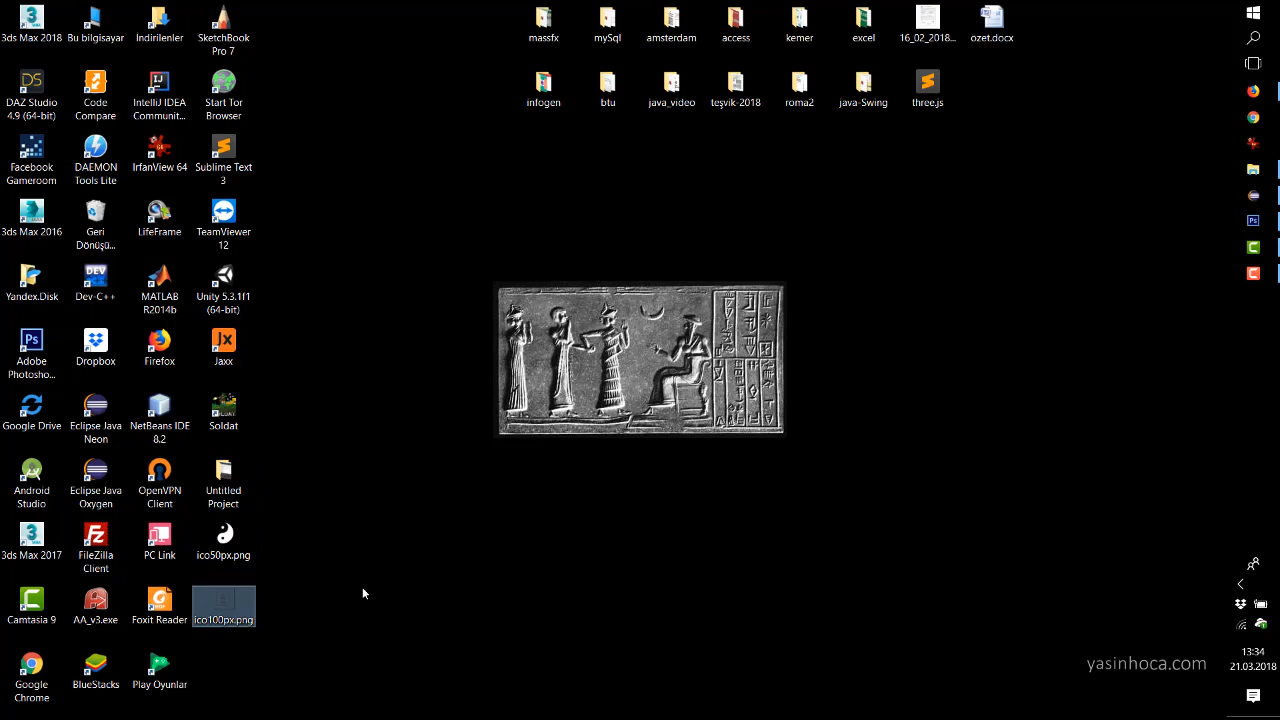 3ds Max 2018
Bu bilgisayar
İndirilenler
SketchBook
Pro 7
massfx
mySql
amsterdam
access
kemer
excel
16_02_2018...
ozet.docx
DAZ Studio
4.9 (64-bit)
Code
Compare
IntelliJ IDEA
Communit...
Start Tor
Browser
infogen
btu
java_video
teşvik-2018
roma2
java-Swing
three.js
Facebook
Gameroom
DAEMON
Tools Lite
IrfanView 64
Sublime Text
3
3ds Max 2016
Geri
Dönüşü...
LifeFrame
TeamViewer
12
Yandex.Disk
Dev-C++
MATLAB
R2014b
Unity 5.3.1f1
(64-bit)
Adobe
Photosho...
Dropbox
Firefox
Jaxx
Google Drive
Eclipse Java
Neon
NetBeans IDE
8.2
Soldat
Android
Studio
Eclipse Java
Oxygen
OpenVPN
Client
Untitled
Project
3ds Max 2017
FileZilla
Client
PC Link
ico50px.png
Camtasia 9
AA_v3.exe
Foxit Reader
ico100px.png
Google
Chrome
BlueStacks
Play Oyunlar
yasinhoca.com
13:34
21.03.2018